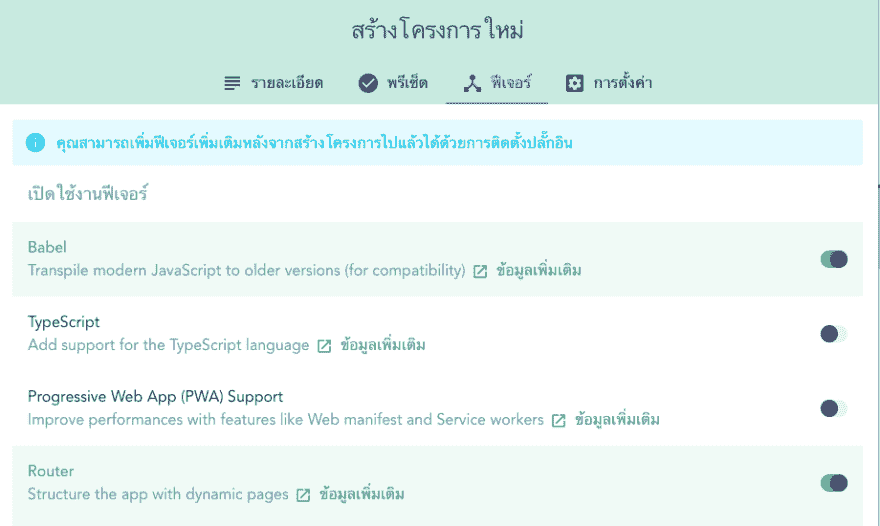 สร้างโครงการใหม่
รายละเอียด พรีเซ็ต ฟีเจอร์ การตั้งค่า
คุณสามารถเพิ่มฟีเจอร์เพิ่มเติมหลังจากสร้างโครงการไปแล้วได้ด้วยการติดตั้งปลั๊กอิน
เปิดใช้งานฟีเจอร์
Babel
Transpile modern JavaScript to older versions (for compatibility) ข้อมูลเพิ่มเติม
TypeScript
Add support for the TypeScript language ข้อมูลเพิ่มเติม
Progressive Web App (PWA) Support
Improve performances with features like Web manifest and Service workers ข้อมูลเพิ่มเติม
Router
Structure the app with dynamic pages ข้อมูลเพิ่มเติม